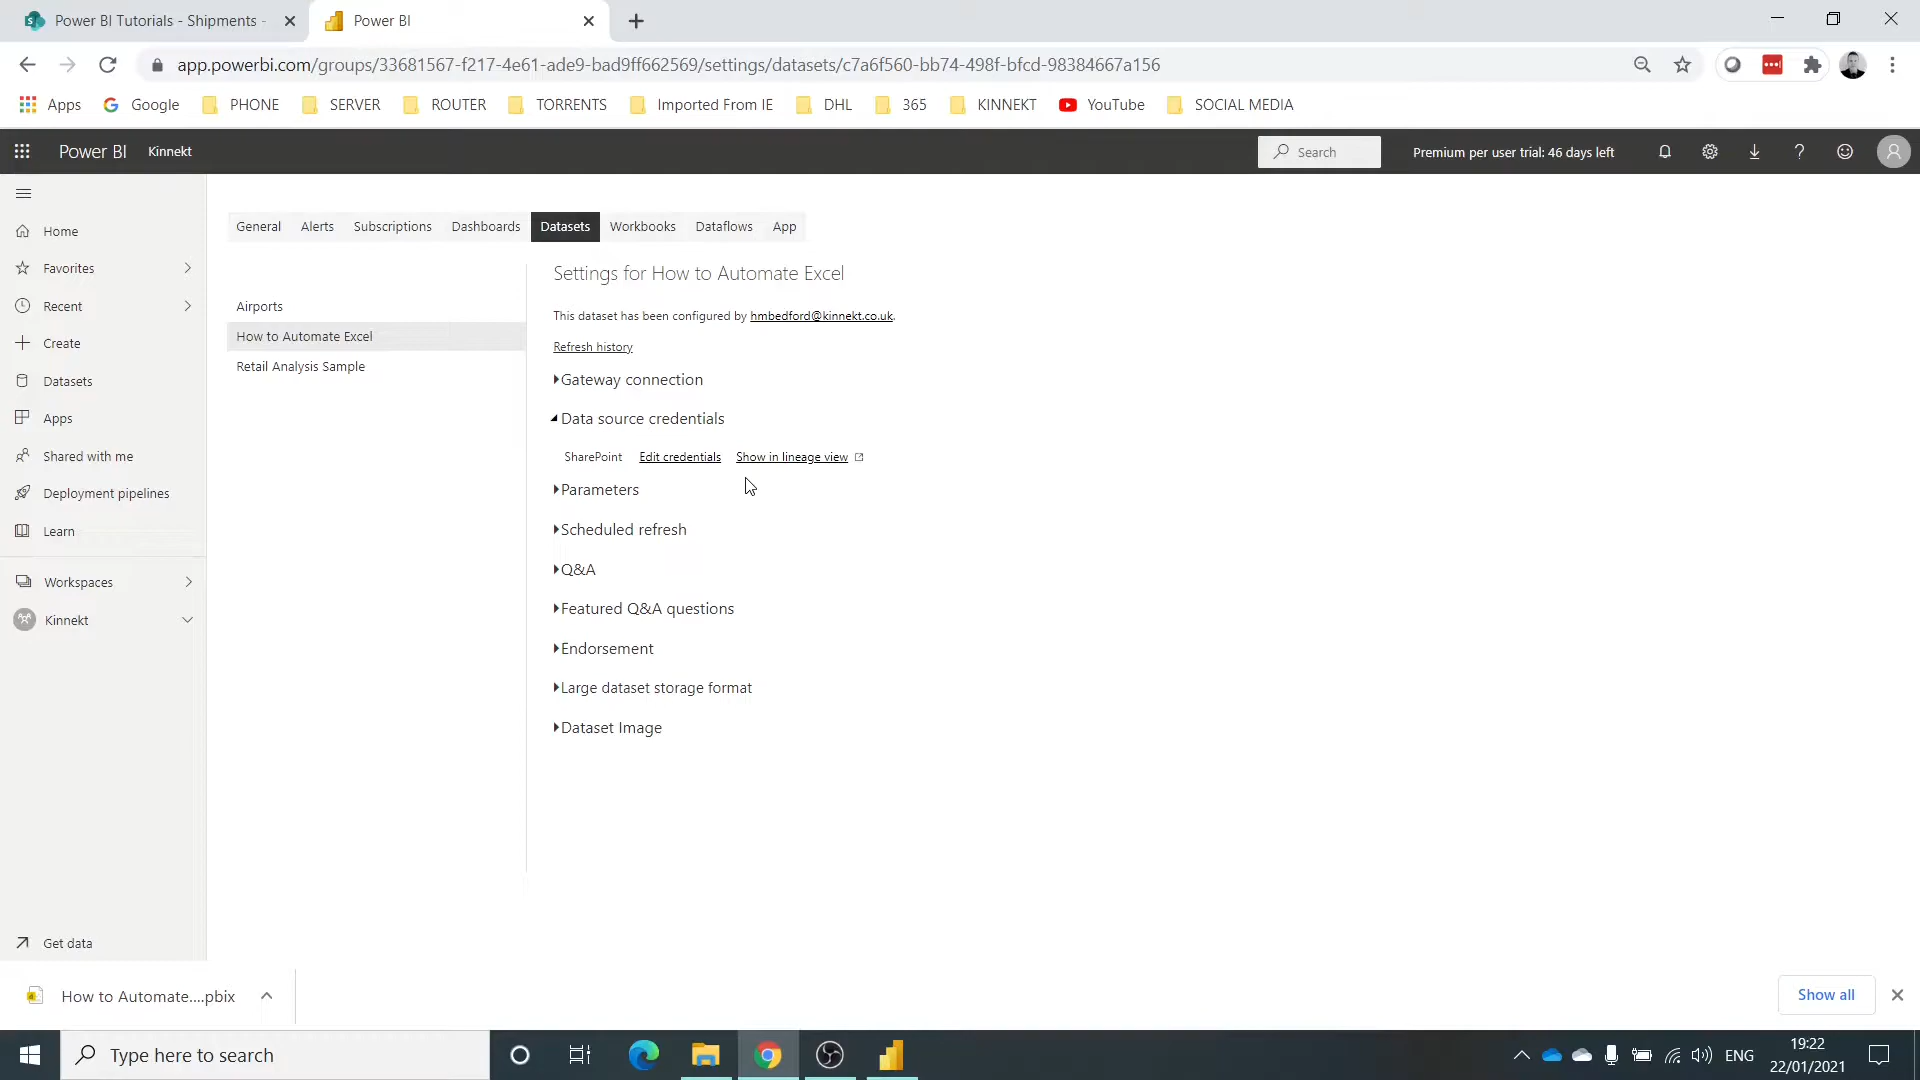 Power BI Tutorials - Shipments -
Power BI
app.powerbi.com/groups/33681567-f217-4e61-ade9-bad9ff662569/settings/datasets/c7a6f560-bb74-498f-bfcd-98384667a156
Apps Google PHONE SERVER ROUTER TORRENTS Imported From IE DHL 365 KINNEKT YouTube SOCIAL MEDIA
Power BI Kinnekt Search Premium per user trial: 46 days left
General Alerts Subscriptions Dashboards Datasets Workbooks Dataflows App
Home
Favorites
Recent
Create
Datasets
Apps
Shared with me
Deployment pipelines
Learn
Workspaces
Kinnekt
Get data
Airports
How to Automate Excel
Retail Analysis Sample
Settings for How to Automate Excel
This dataset has been configured by hmbedford@kinnekt.co.uk.
Refresh history
Gateway connection
Data source credentials
SharePoint Edit credentials Show in lineage view
Parameters
Scheduled refresh
Q&A
Featured Q&A questions
Endorsement
Large dataset storage format
Dataset Image
How to Automate....pbix
Show all
Type here to search
ENG
19:22
22/01/2021